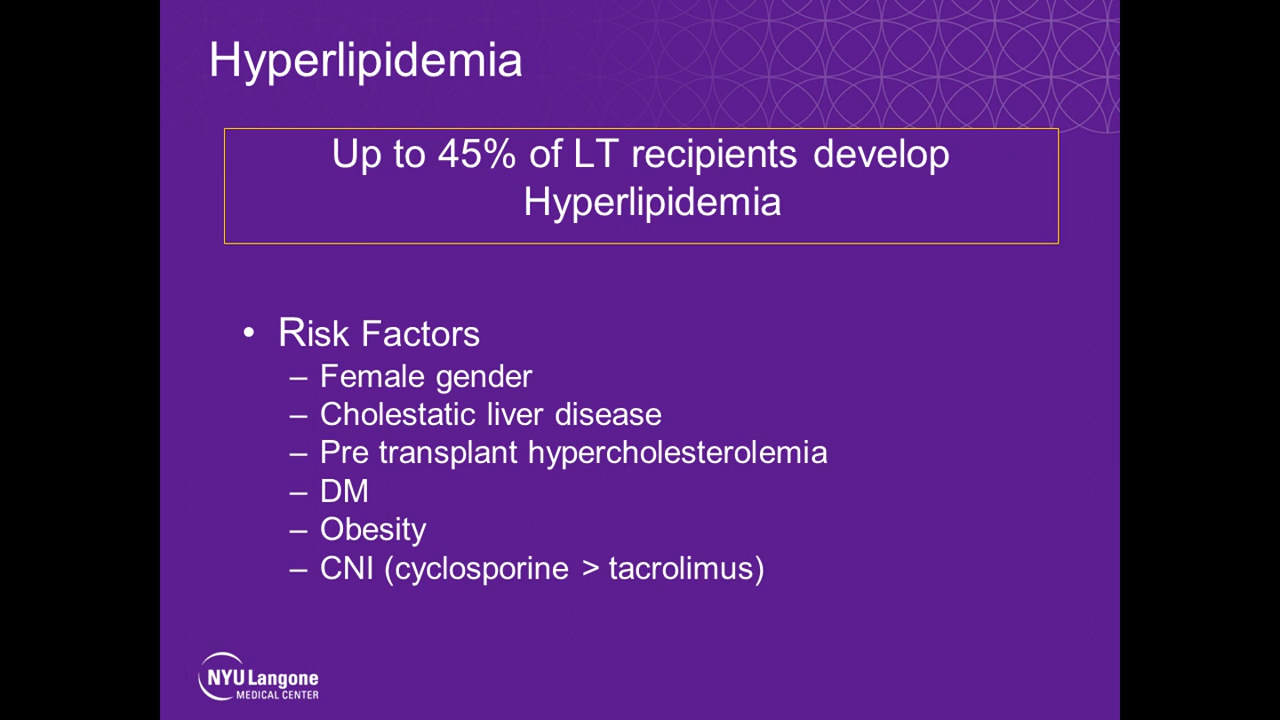 Hyperlipidemia
Up to 45% of LT recipients develop
Hyperlipidemia
• Risk Factors
– Female gender
– Cholestatic liver disease
– Pre transplant hypercholesterolemia
– DM
– Obesity
– CNI (cyclosporine > tacrolimus)
NYU Langone
MEDICAL CENTER